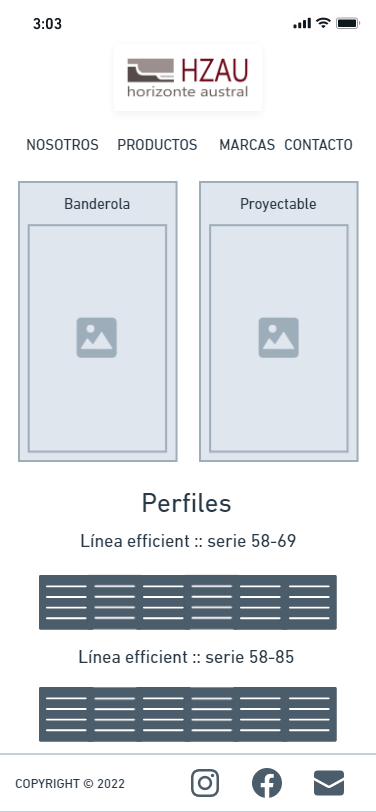 3:03
HZAU
horizonte austral
NOSOTROS PRODUCTOS MARCAS CONTACTO
Banderola Proyectable
Perfiles
Línea efficient :: serie 58-69
Línea efficient :: serie 58-85
COPYRIGHT © 2022